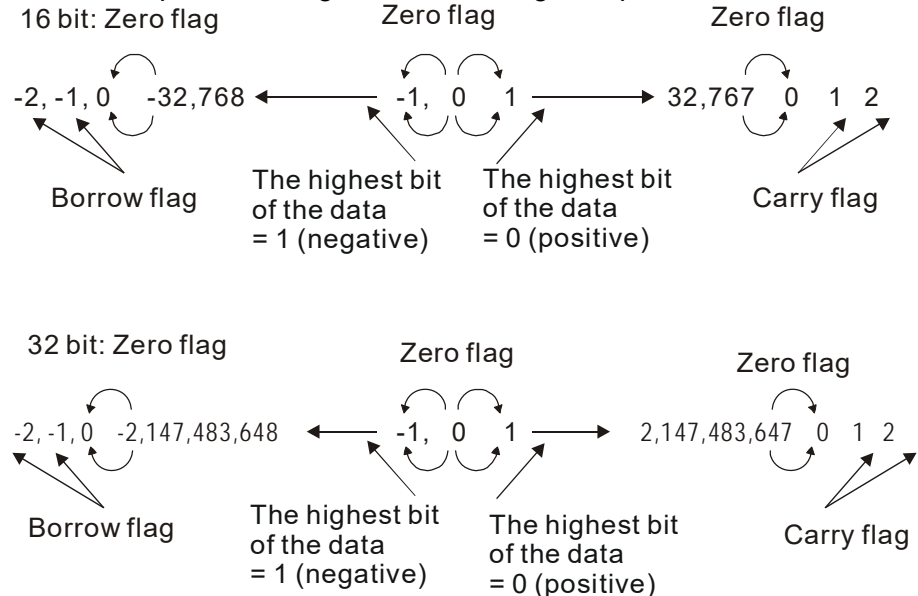 16 bit: Zero flag
Zero flag
Zero flag
-2, -1, 0 -32,768
-1, 0 1
32,767 0 1 2
Borrow flag
The highest bit
of the data
= 1 (negative)
The highest bit
of the data
= 0 (positive)
Carry flag
32 bit: Zero flag
Zero flag
Zero flag
-2, -1, 0 -2,147,483,648
-1, 0 1
2,147,483,647 0 1 2
Borrow flag
The highest bit
of the data
= 1 (negative)
The highest bit
of the data
= 0 (positive)
Carry flag